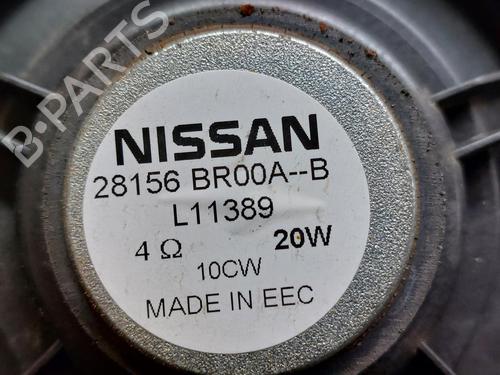 B-PARTS
NISSAN
28156 BR00A--B
L11389
4 Ω 20W
10CW
MADE IN EEC